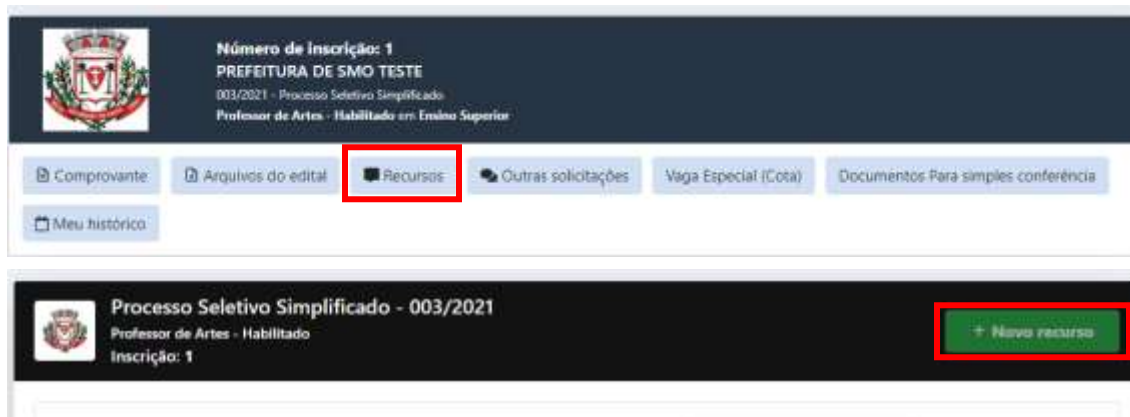 Número de inscrição: 1
PREFEITURA DE SMO TESTE
003/2021 - Processo Seletivo Simplificado
Professor de Artes - Habilitado em Ensino Superior
Comprovante Arquivos do edital Recursos Outras solicitações Vaga Especial (Cota) Documentos Para simples conferência
Meu histórico
Processo Seletivo Simplificado - 003/2021
Professor de Artes - Habilitado
Inscrição: 1
+ Novo recurso